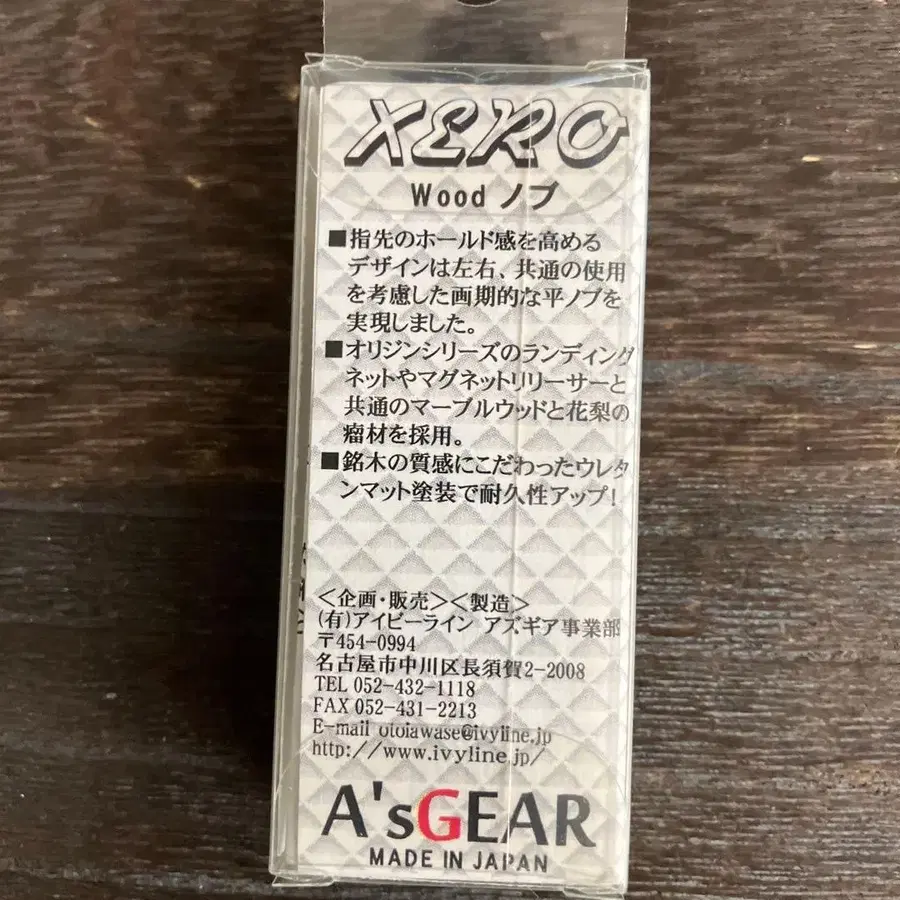 XERO
Wood ノブ
■指先のホールド感を高める
デザインは左右、共通の使用
を考慮した画期的な平ノブを
実現しました。
■オリジンシリーズのランディング
ネットやマグネットリリーサーと
共通のマーブルウッドと花梨の
瘤材を採用。
■銘木の質感にこだわったウレタ
ンマット塗装で耐久性アップ!
＜企画・販売＞＜製造＞
(有)アイビーライン アズギア事業部
〒454-0994
名古屋市中川区長須賀2-2008
TEL 052-432-1118
FAX 052-431-2213
E-mail otoiawase@ivyline.jp
http://www.ivyline.jp/
A'sGEAR
MADE IN JAPAN